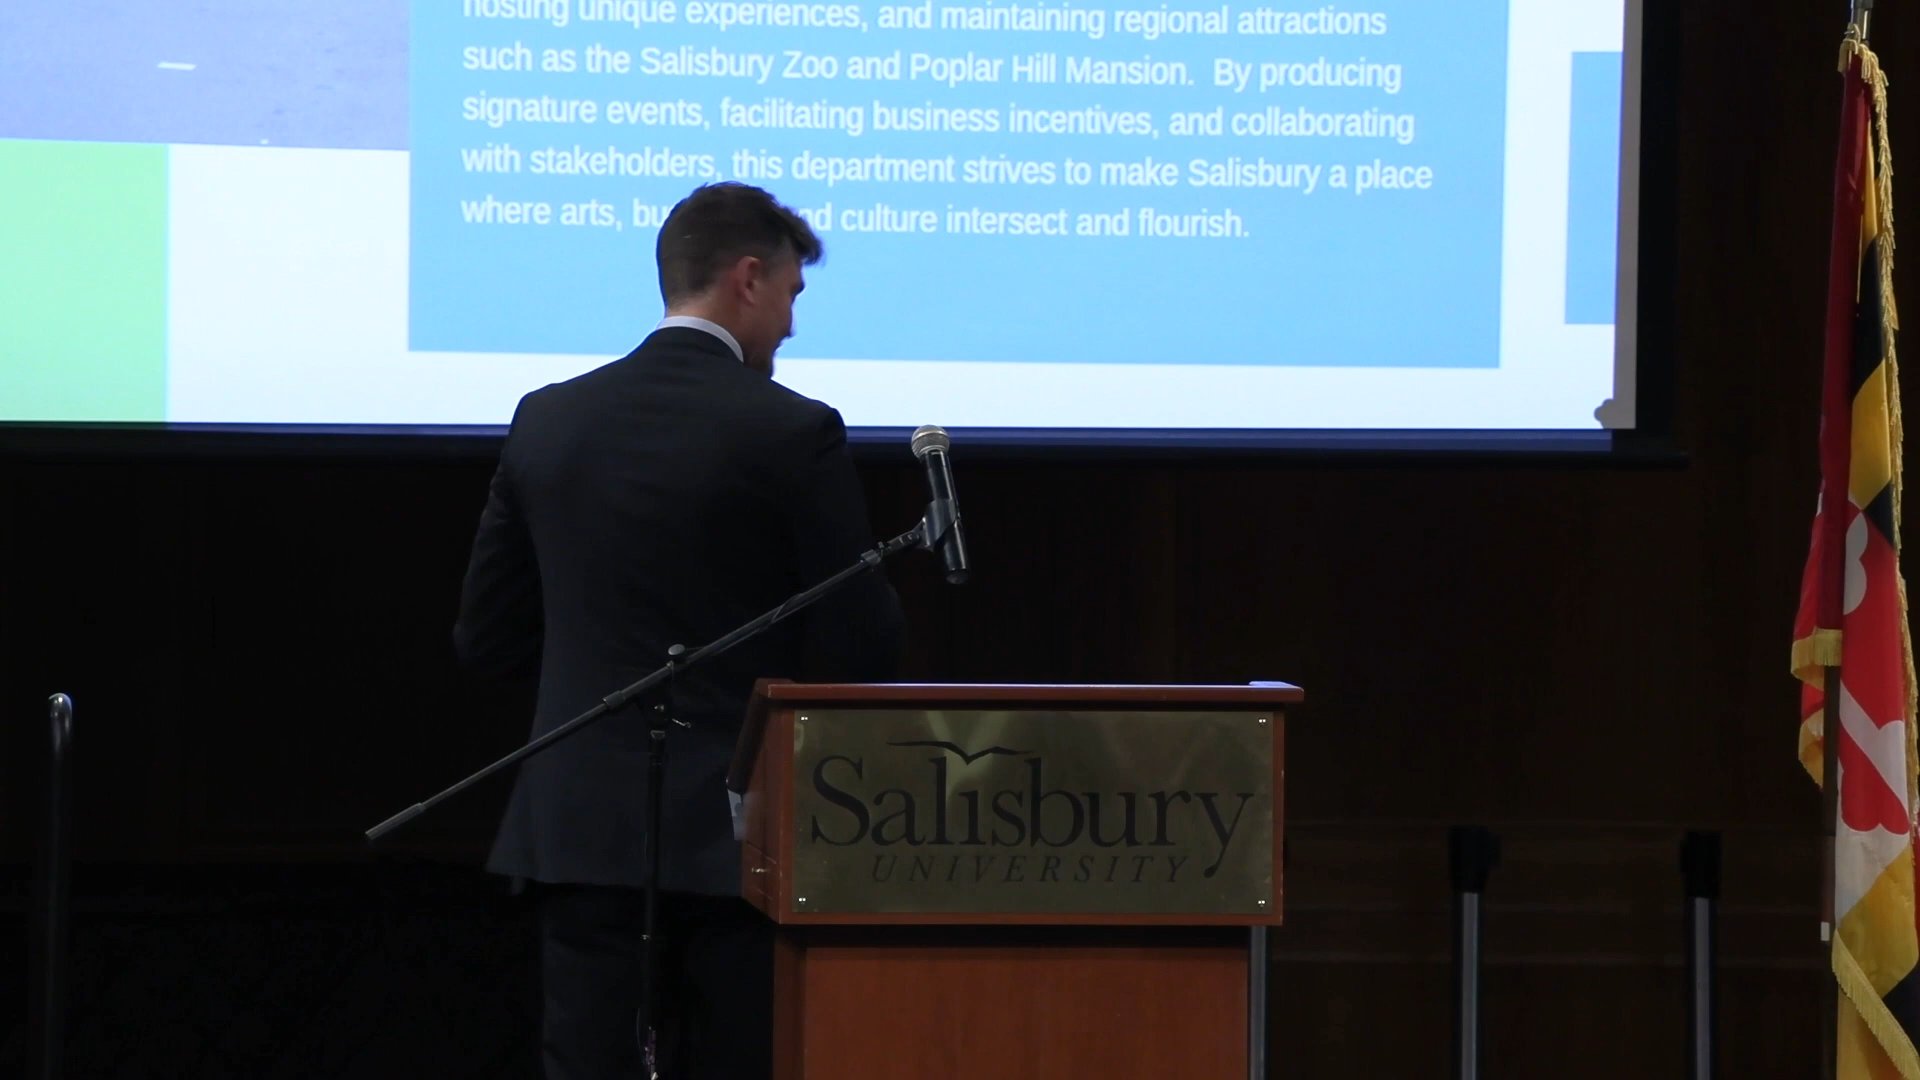 hosting unique experiences, and maintaining regional attractions
such as the Salisbury Zoo and Poplar Hill Mansion. By producing
signature events, facilitating business incentives, and collaborating
with stakeholders, this department strives to make Salisbury a place
where arts, culture intersect and flourish.
Salisbury
UNIVERSITY